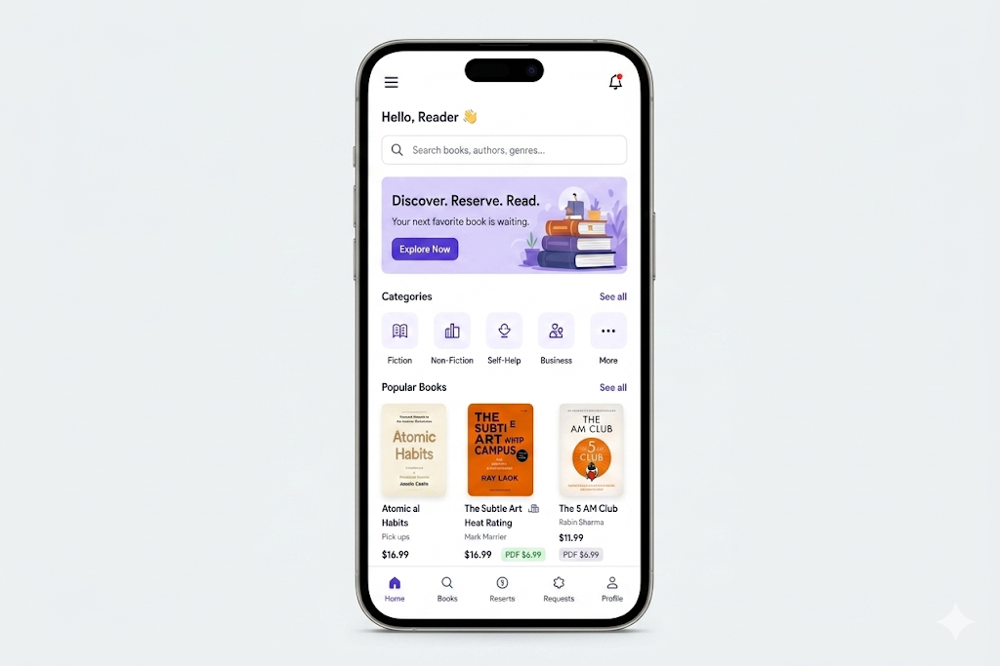 Hello, Reader 👋
Search books, authors, genres...
Discover. Reserve. Read.
Your next favorite book is waiting.
Explore Now
Categories
See all
Fiction
Non-Fiction
Self-Help
Business
More
Popular Books
See all
Atomic
Habits
Jossio Costo
THE
SUBTI E
ART WHTP
CAMPUS
RAY LAOK
THE
AM CLUB
THE 5 AM
CLUB
Atomic al
Habits
Pick ups
$16.99
The Subtle Art
Heat Rating
Mark Marrier
$16.99 PDF $6.99
The 5 AM Club
Rabin Sharma
$11.99
PDF $6.99
Home
Books
Reserts
Requests
Profile